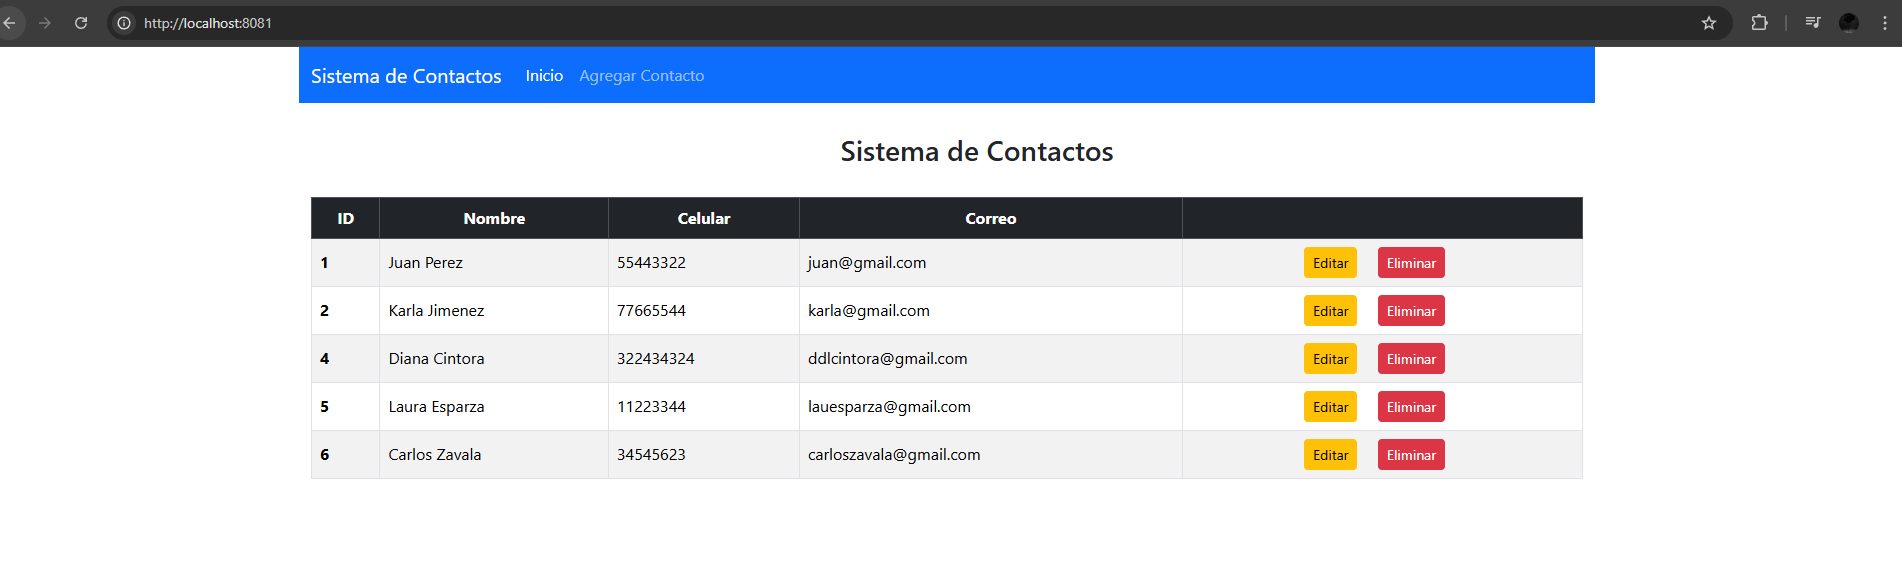 http://localhost:8081
Sistema de Contactos Inicio Agregar Contacto
Sistema de Contactos
ID Nombre Celular Correo
1 Juan Perez 55443322 juan@gmail.com Editar Eliminar
2 Karla Jimenez 77665544 karla@gmail.com Editar Eliminar
4 Diana Cintora 322434324 ddlcintora@gmail.com Editar Eliminar
5 Laura Esparza 11223344 lauesparza@gmail.com Editar Eliminar
6 Carlos Zavala 34545623 carloszavala@gmail.com Editar Eliminar